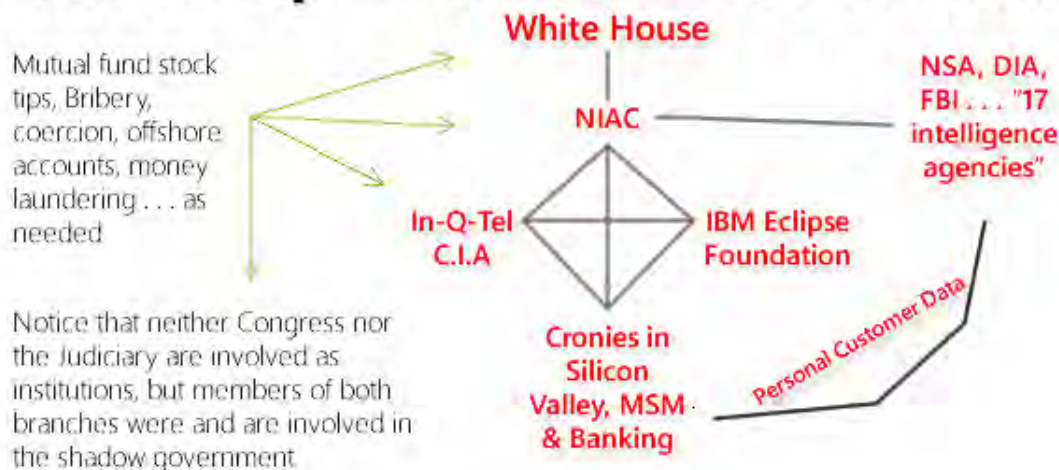 White House
Mutual fund stock
tips, Bribery,
coercion, offshore
accounts, money
laundering . . . as
needed
NIAC
NSA, DIA,
FBI . . . "17
intelligence
agencies"
In-Q-Tel
C.I.A
IBM Eclipse
Foundation
Personal Customer Data
Cronies in
Silicon
Valley, MSM
& Banking
Notice that neither Congress nor
the Judiciary are involved as
institutions, but members of both
branches were and are involved in
the shadow government